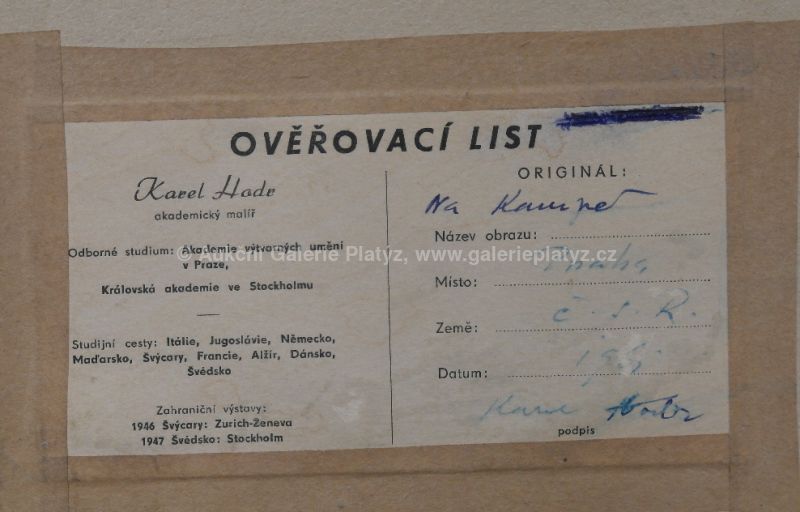 OVĚŘOVACÍ LIST
Karel Hodr
akademický malíř
Odborné studium: Akademie výtvarných umění
v Praze,
Královská akademie ve Stockholmu
Studijní cesty: Itálie, Jugoslávie, Německo,
Maďarsko, Švýcary, Francie, Alžír, Dánsko,
Švédsko
Zahraniční výstavy:
1946 Švýcary: Zurich-Ženeva
1947 Švédsko: Stockholm
ORIGINÁL:
Na Kampě
Název obrazu:
Praha
Místo:
Č.S.R.
Země:
Datum:
Karel Hodr
podpis
© Aukční Galerie Platýz, www.galerieplatyz.cz